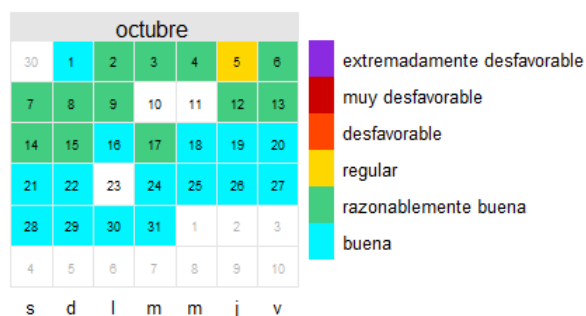 octubre
30 1 2 3 4 5 6
7 8 9 10 11 12 13
14 15 16 17 18 19 20
21 22 23 24 25 26 27
28 29 30 31 1 2 3
4 5 6 7 8 9 10
s d l m m j v
extremadamente desfavorable
muy desfavorable
desfavorable
regular
razonablemente buena
buena